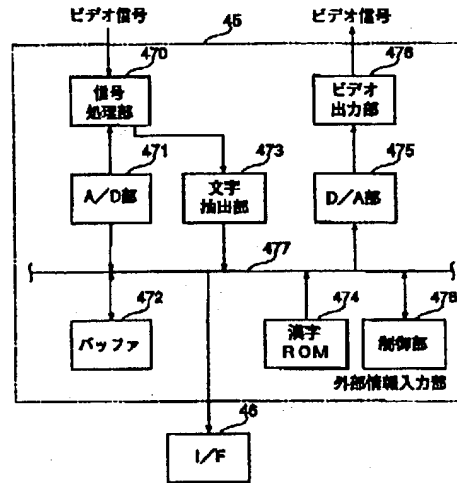 ビデオ信号
ビデオ信号
45
470
信号
処理部
476
ビデオ
出力部
471
A/D部
473
文字
抽出部
475
D/A部
477
472
バッファ
474
漢字
ROM
478
制御部
外部情報入力部
46
I/F